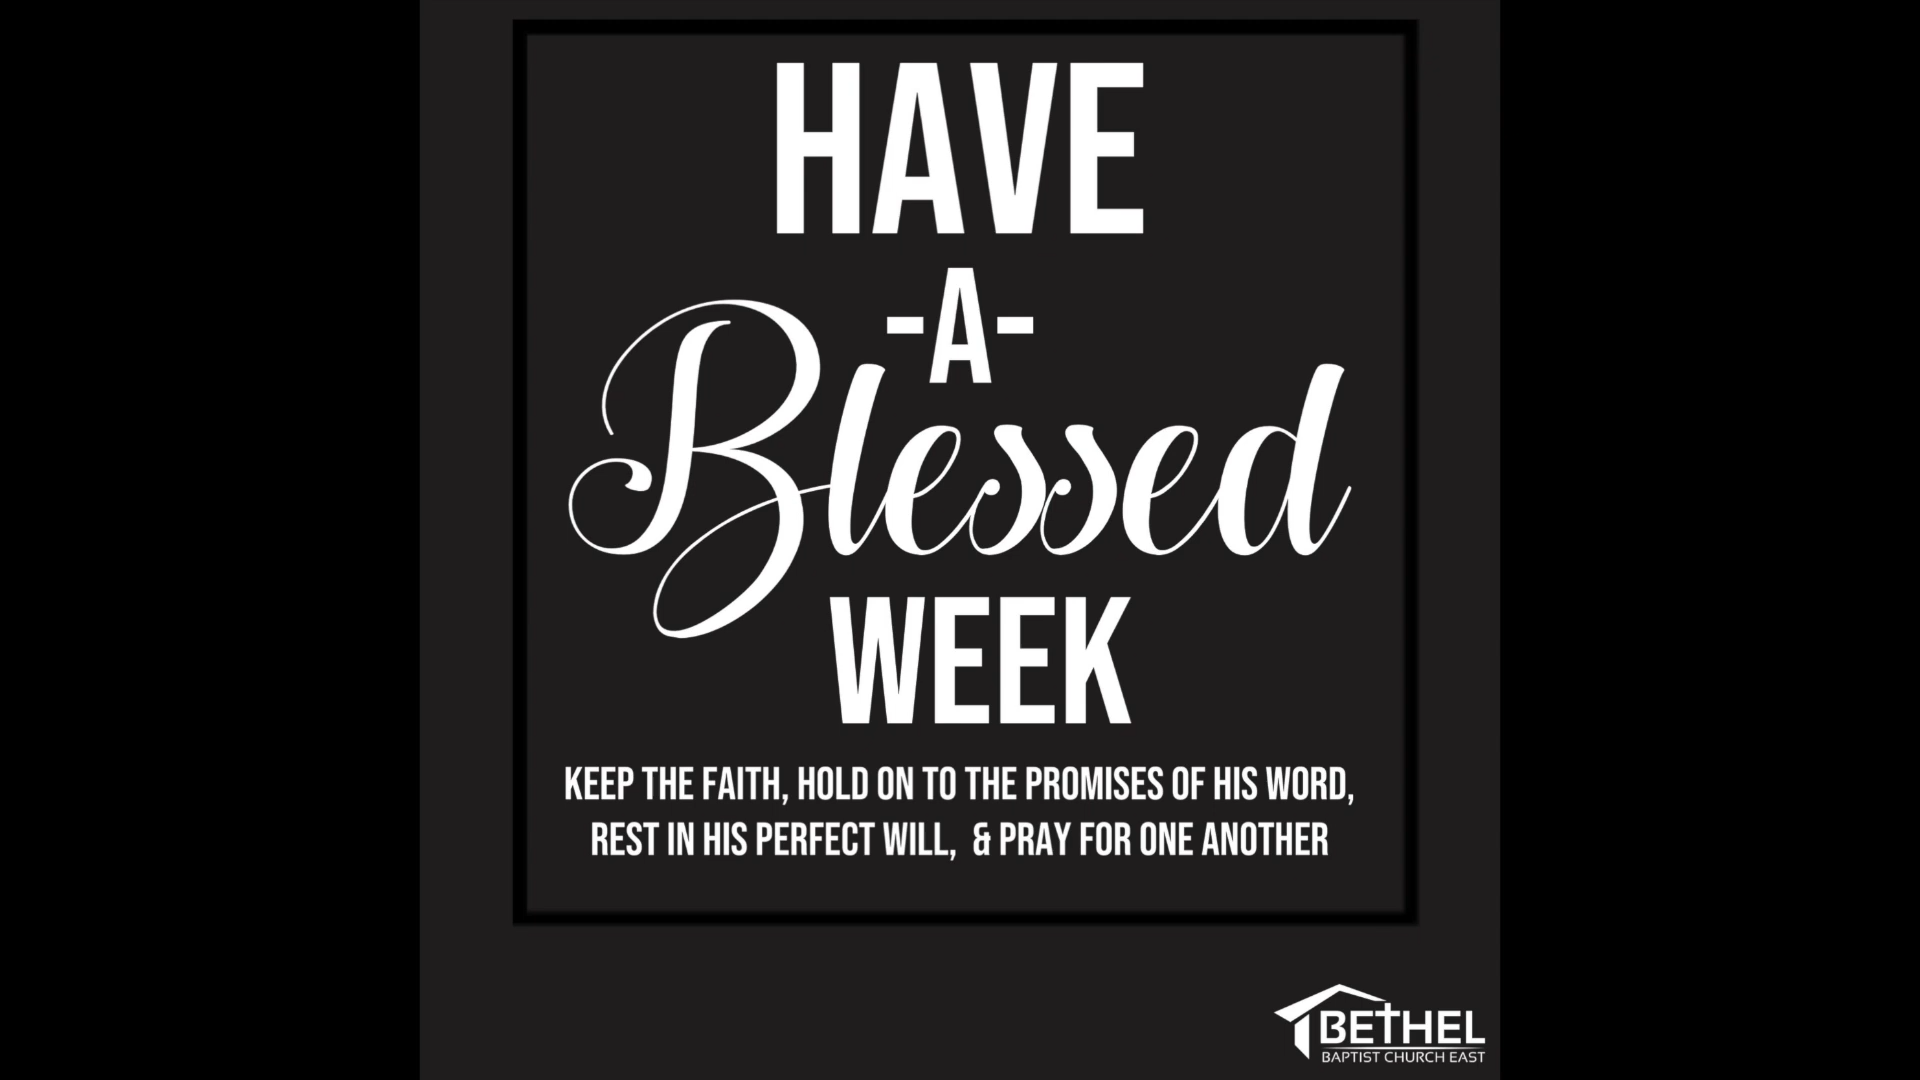 HAVE
-A-
Blessed
WEEK
KEEP THE FAITH, HOLD ON TO THE PROMISES OF HIS WORD,
REST IN HIS PERFECT WILL, & PRAY FOR ONE ANOTHER
BETHEL
BAPTIST CHURCH EAST